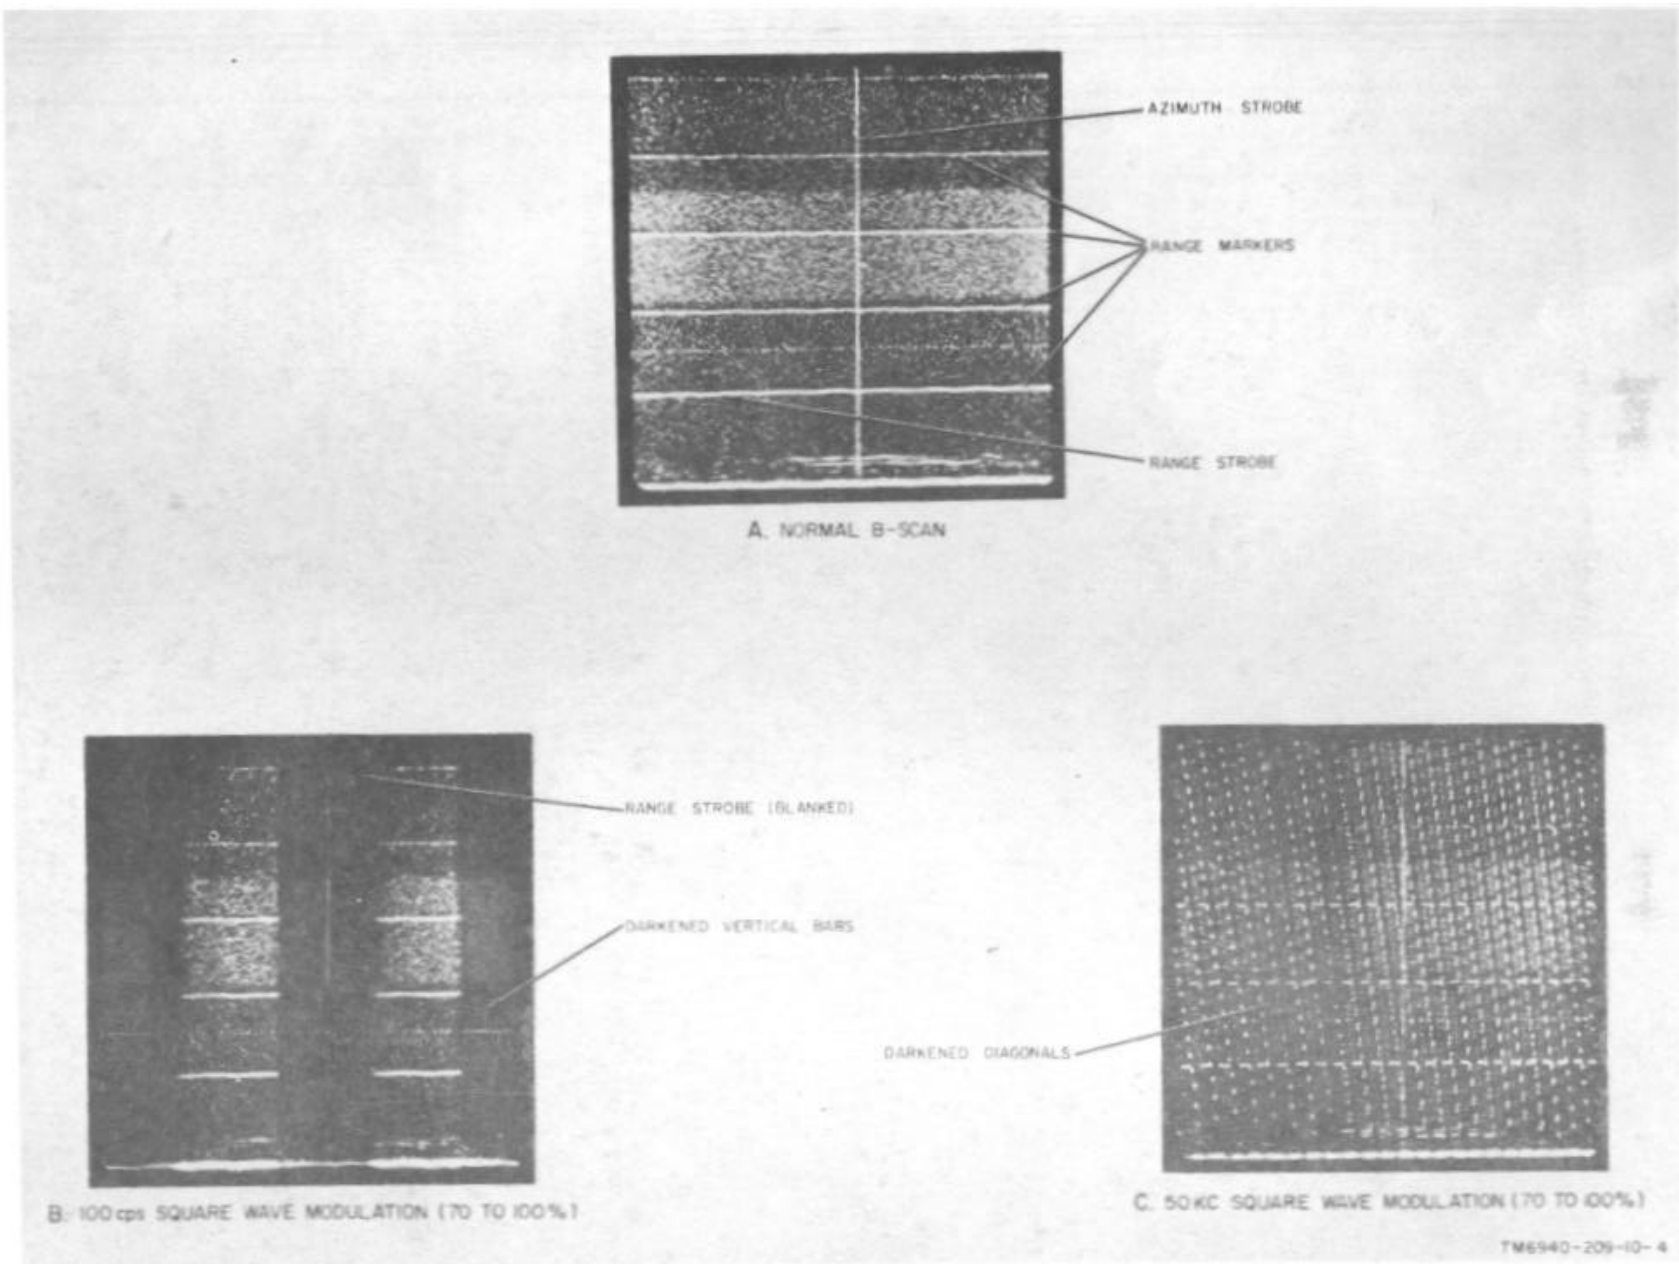 AZIMUTH STROBE
RANGE MARKERS
RANGE STROBE
A. NORMAL B-SCAN
RANGE STROBE (BLANKED)
DARKENED VERTICAL BARS
DARKENED DIAGONALS
B. 100 cps SQUARE WAVE MODULATION (70 TO 100%)
C. 50 KC SQUARE WAVE MODULATION (70 TO 100%)
TM6940-209-10-4